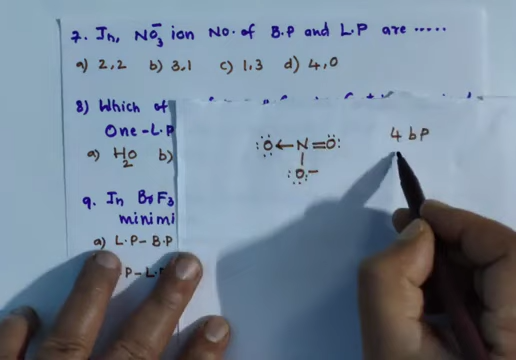 7. In, NO₃⁻ ion NO. of B.P and L.P are .....
a) 2,2 b) 3,1 c) 1,3 d) 4,0
8) Which of
One-L.P
a) H₂O b)
:O←N=O: 4 bP
:O:−
9. In BrF₃
minimi
a) L.P-B.P
P-L.P